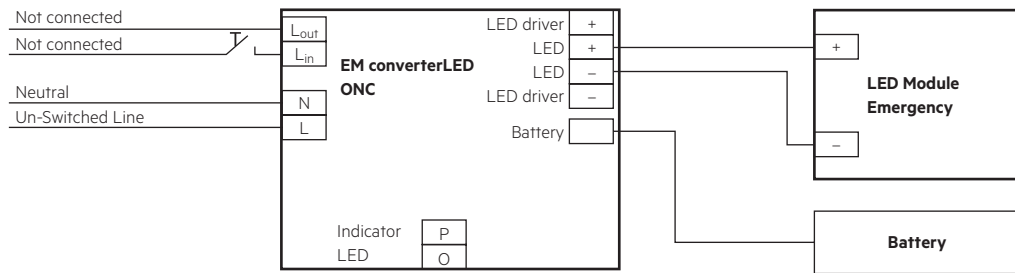 Not connected
Not connected
Neutral
Un-Switched Line
Lout
Lin
N
L
EM converterLED
ONC
LED driver +
LED +
LED –
LED driver –
Battery
Indicator P
LED O
+
–
LED Module
Emergency
Battery